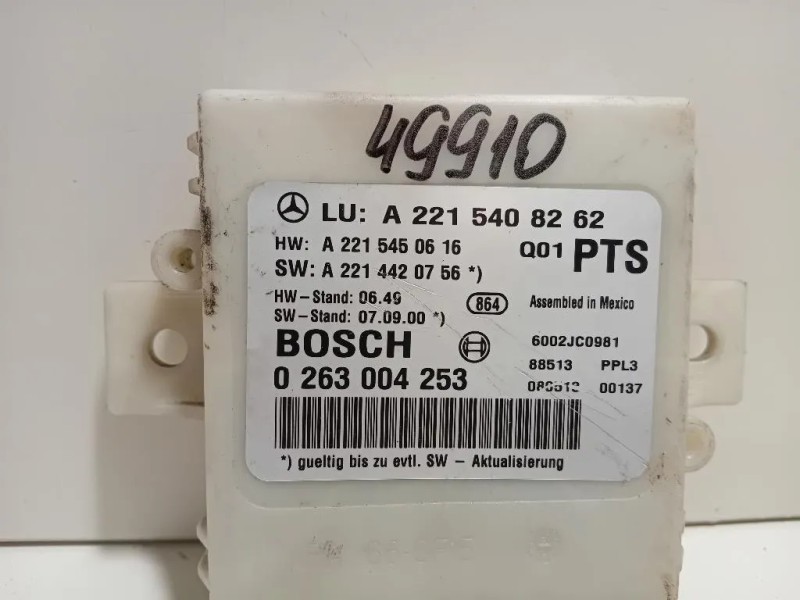 49910
LU: A 221 540 82 62
HW: A 221 545 06 16 Q01 PTS
SW: A 221 442 07 56 *)
HW-Stand: 06.49 864 Assembled in Mexico
SW-Stand: 07.09.00 *)
BOSCH 6002JC0981
88513 PPL3
0 263 004 253 080513 00137
*) gueltig bis zu evtl. SW - Aktualisierung